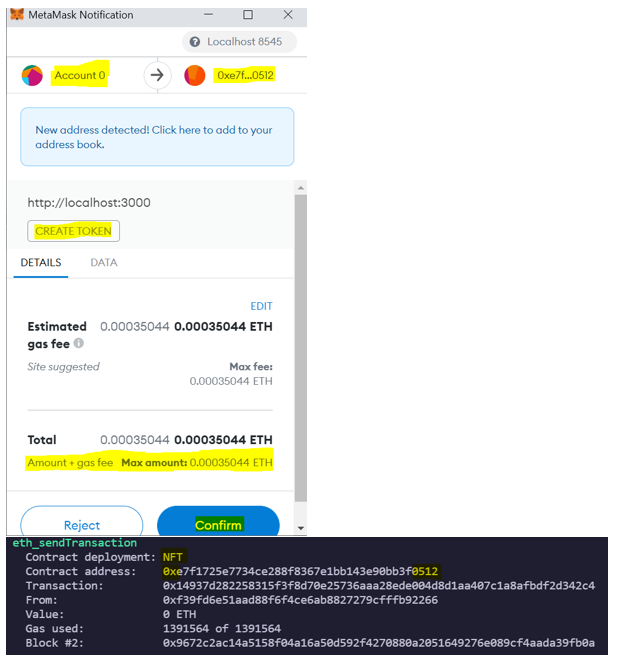 MetaMask Notification
Localhost 8545
Account 0
0xe7f...0512
New address detected! Click here to add to your
address book.
http://localhost:3000
CREATE TOKEN
DETAILS DATA
EDIT
Estimated 0.00035044 0.00035044 ETH
gas fee
Site suggested Max fee:
0.00035044 ETH
Total 0.00035044 0.00035044 ETH
Amount + gas fee Max amount: 0.00035044 ETH
Reject Confirm
eth_sendTransaction
Contract deployment: NFT
Contract address: 0xe7f1725e7734ce288f8367e1bb143e90bb3f0512
Transaction: 0x14937d282258315f3f8d70e25736aaa28ede004d8d1aa407c1a8afbdf2d342c4
From: 0xf39fd6e51aad88f6f4ce6ab8827279cfffb92266
Value: 0 ETH
Gas used: 1391564 of 1391564
Block #2: 0x9672c2ac14a5158f04a16a50d592f4270880a2051649276e089cf4aada39fb0a